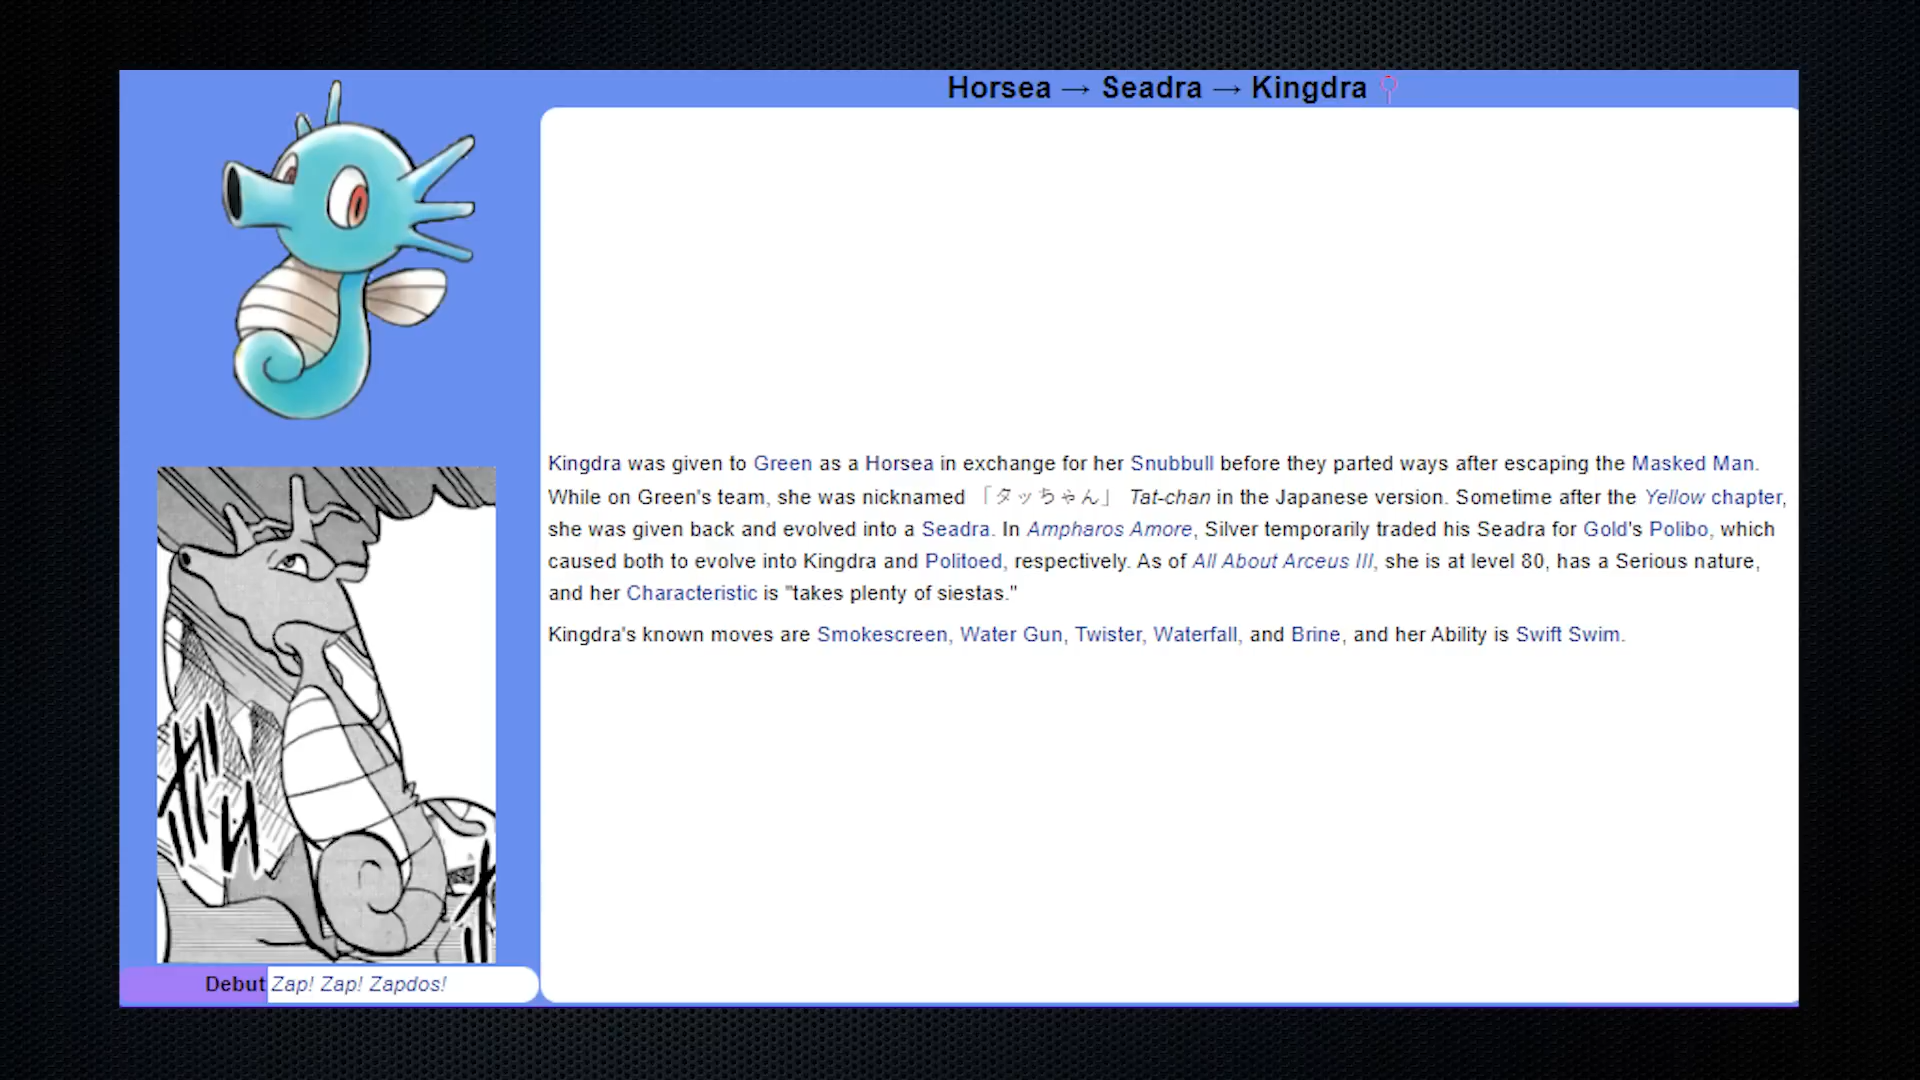 Horsea → Seadra → Kingdra ♀
Kingdra was given to Green as a Horsea in exchange for her Snubbull before they parted ways after escaping the Masked Man.
While on Green's team, she was nicknamed 「タッちゃん」 Tat-chan in the Japanese version. Sometime after the Yellow chapter,
she was given back and evolved into a Seadra. In Ampharos Amore, Silver temporarily traded his Seadra for Gold's Polibo, which
caused both to evolve into Kingdra and Politoed, respectively. As of All About Arceus III, she is at level 80, has a Serious nature,
and her Characteristic is "takes plenty of siestas."
Kingdra's known moves are Smokescreen, Water Gun, Twister, Waterfall, and Brine, and her Ability is Swift Swim.
Debut Zap! Zap! Zapdos!